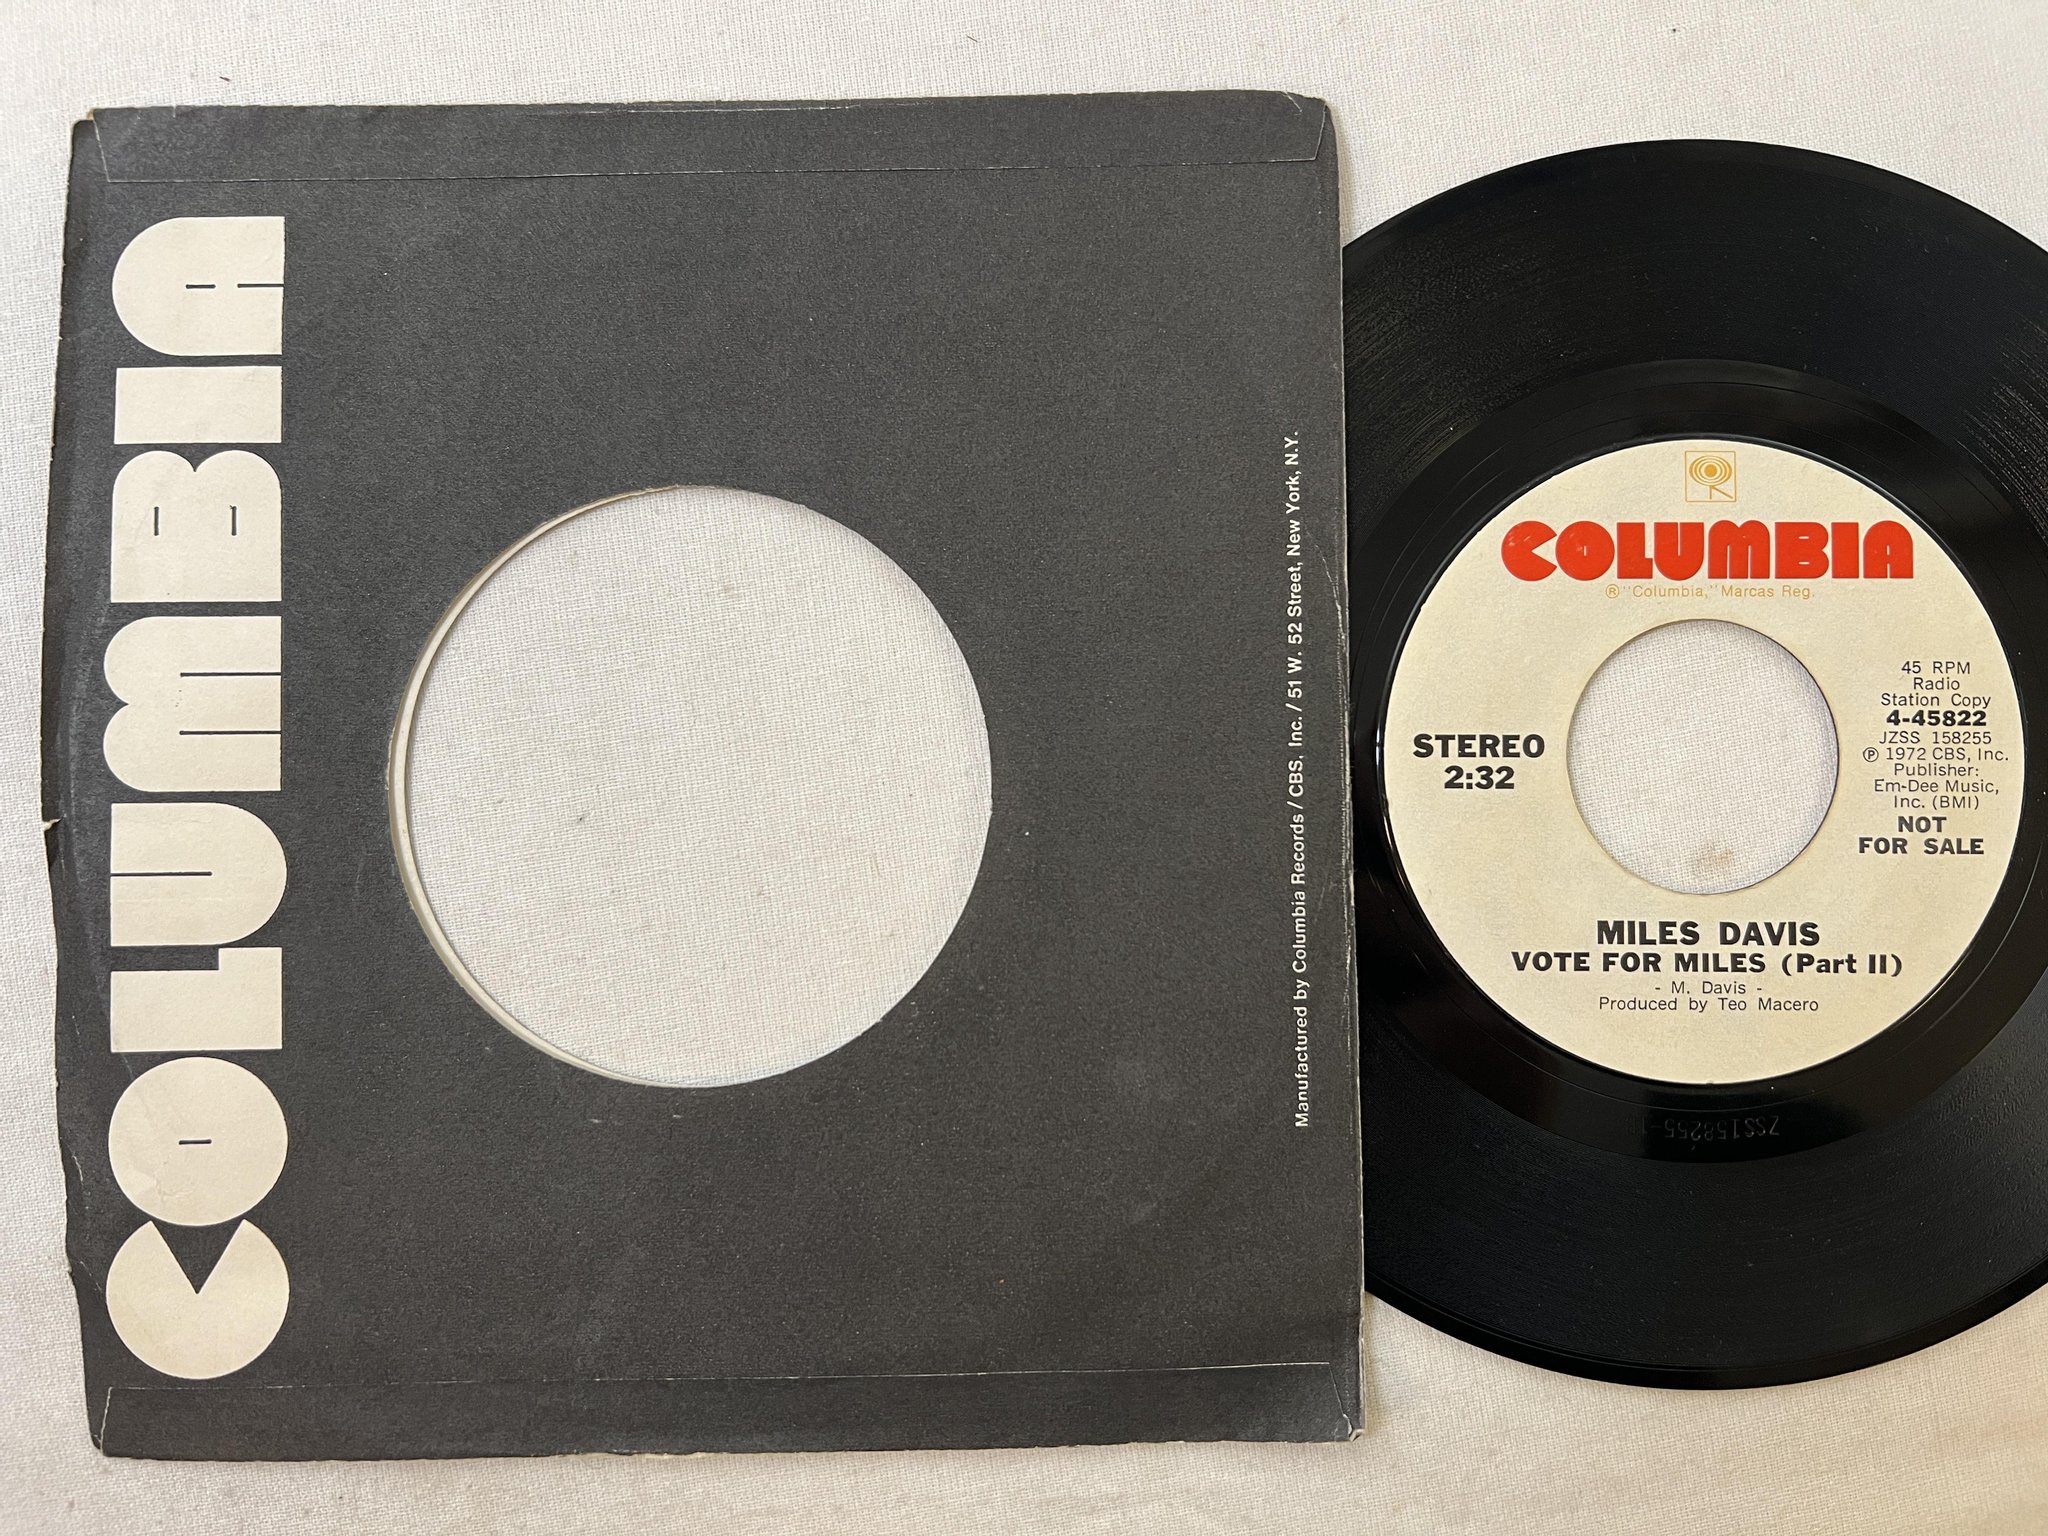 COLUMBIA
Manufactured by Columbia Records / CBS, Inc. / 51 W. 52 Street, New York, N.Y.
COLUMBIA
® "Columbia," Marcas Reg.
STEREO
2:32
45 RPM
Radio
Station Copy
4-45822
JZSS 158255
℗ 1972 CBS, Inc.
Publisher:
Em-Dee Music,
Inc. (BMI)
NOT
FOR SALE
MILES DAVIS
VOTE FOR MILES (Part II)
- M. Davis -
Produced by Teo Macero